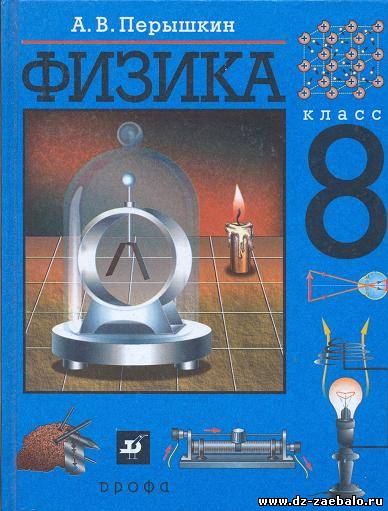 А. В. Перышкин
ФИЗИКА
класс
8
дрофа
www.dz-zaebalo.ru